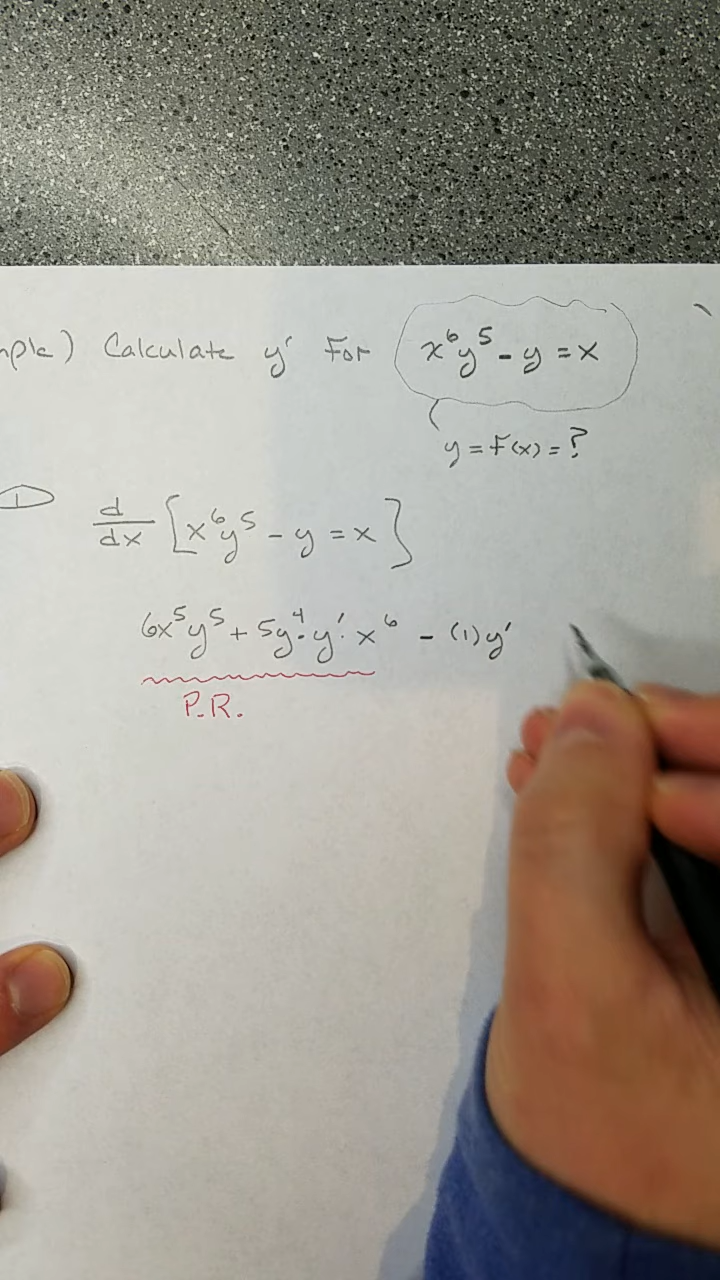 mple) Calculate y' For x⁶y⁵ - y = x
y = F(x) = ?
1
d/dx [x⁶y⁵ - y = x]
6x⁵y⁵ + 5y⁴·y'·x⁶ - (1)y'
P.R.